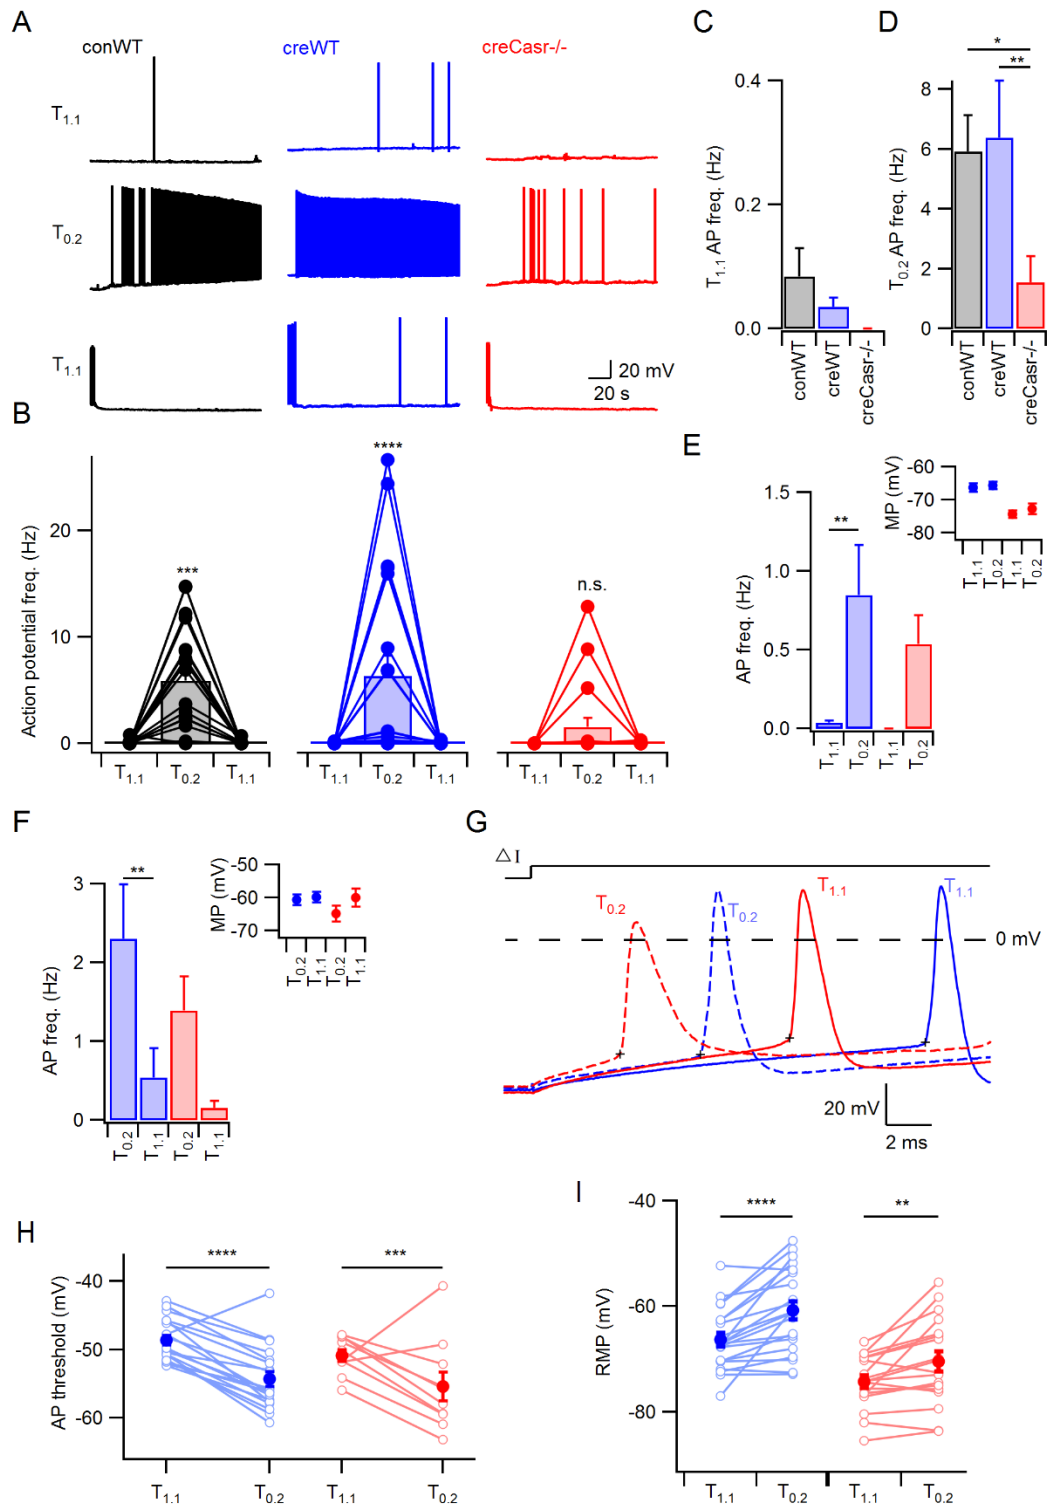 A
conWT
creWT
creCasr-/-
T1.1
T0.2
T1.1
20 mV
20 s
B
Action potential freq. (Hz)
20
10
0
***
****
n.s.
T1.1 T0.2 T1.1
T1.1 T0.2 T1.1
T1.1 T0.2 T1.1
C
T1.1 AP freq. (Hz)
0.4
0.2
0.0
conWT
creWT
creCasr-/-
D
*
**
T0.2 AP freq. (Hz)
8
6
4
2
0
conWT
creWT
creCasr-/-
E
AP freq. (Hz)
1.5
1.0
0.5
0.0
**
T1.1
T0.2
T1.1
T0.2
MP (mV)
-60
-70
-80
T1.1
T0.2
T1.1
T0.2
F
AP freq. (Hz)
3
2
1
0
**
T0.2
T1.1
T0.2
T1.1
MP (mV)
-50
-60
-70
T0.2
T1.1
T0.2
T1.1
G
△I
T0.2
T0.2
T1.1
T1.1
0 mV
20 mV
2 ms
H
AP threshold (mV)
-40
-50
-60
****
***
T1.1 T0.2 T1.1 T0.2
I
RMP (mV)
-40
-60
-80
****
**
T1.1 T0.2 T1.1 T0.2